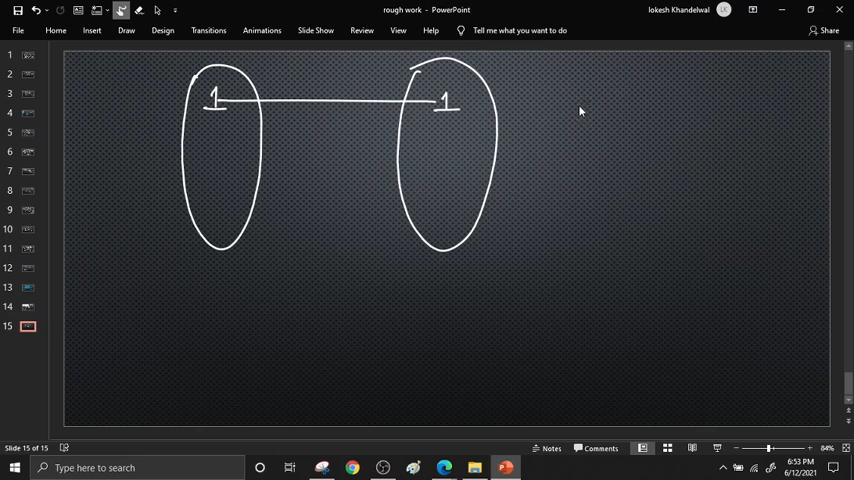 rough work - PowerPoint
lokesh Khandelwal
LK
File Home Insert Draw Design Transitions Animations Slide Show Review View Help Tell me what you want to do
Share
1
2
3
4
5
6
7
8
9
10
11
12
13
14
15
1 1
Slide 15 of 15
Notes
Comments
84%
Type here to search
6:53 PM
6/12/2021